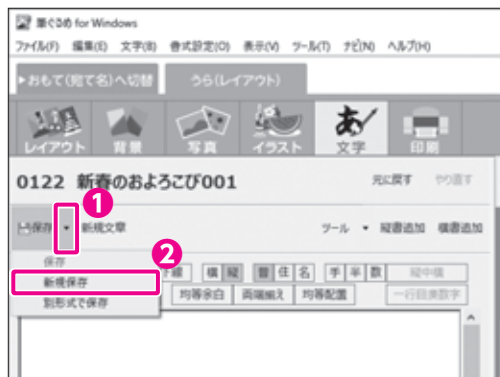 筆ぐるめ for Windows
ファイル(F) 編集(E) 文字(B) 書式設定(O) 表示(V) ツール(T) ナビ(N) ヘルプ(H)
▶おもて(宛て名)へ切替 うら(レイアウト)
レイアウト 背景 写真 イラスト 文字 印刷
0122 新春のおよろこび001 元に戻す やり直す
1
保存 ▼ 新規文章 ツール ▼ 縦書追加 横書追加
2
保存
新規保存 横 縦 普 住 名 手 半 数 縦中横
別形式で保存 均等余白 両端揃え 均等配置 一行目漢数字